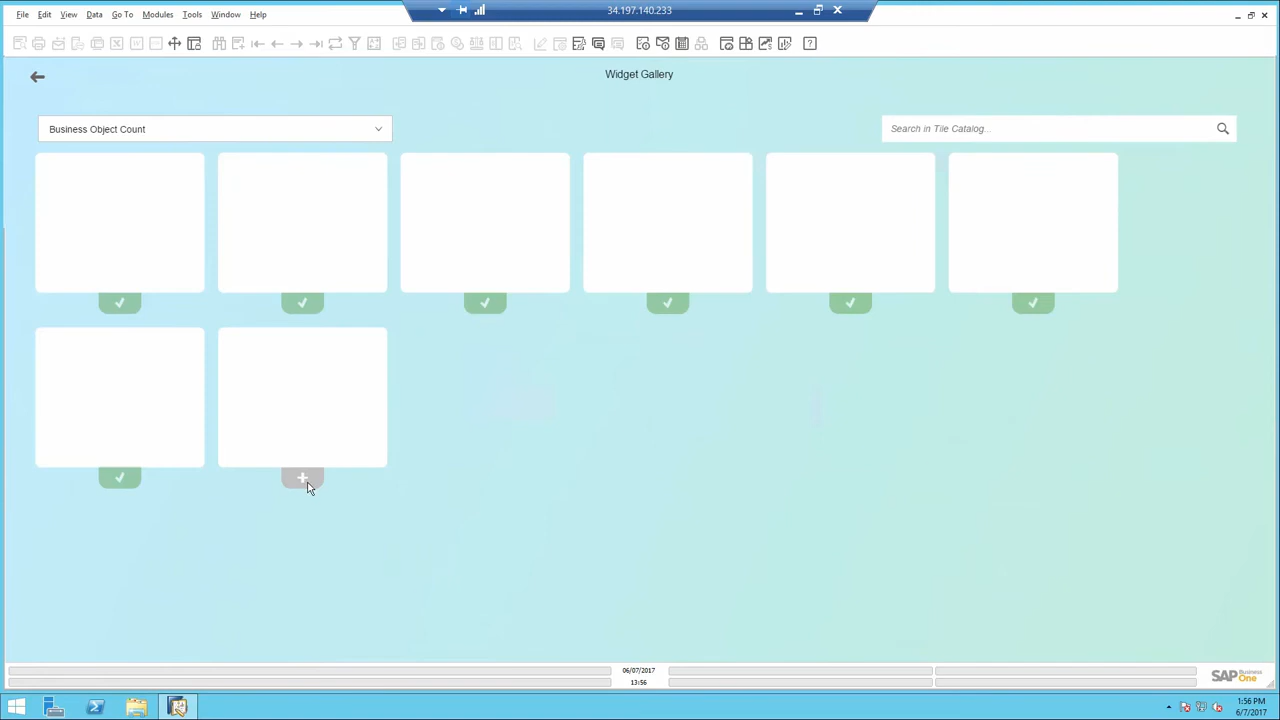 34.197.140.233
File Edit View Data Go To Modules Tools Window Help
Widget Gallery
Business Object Count
Search in Tile Catalog...
06/07/2017
13:56
SAP Business One
1:56 PM
6/7/2017